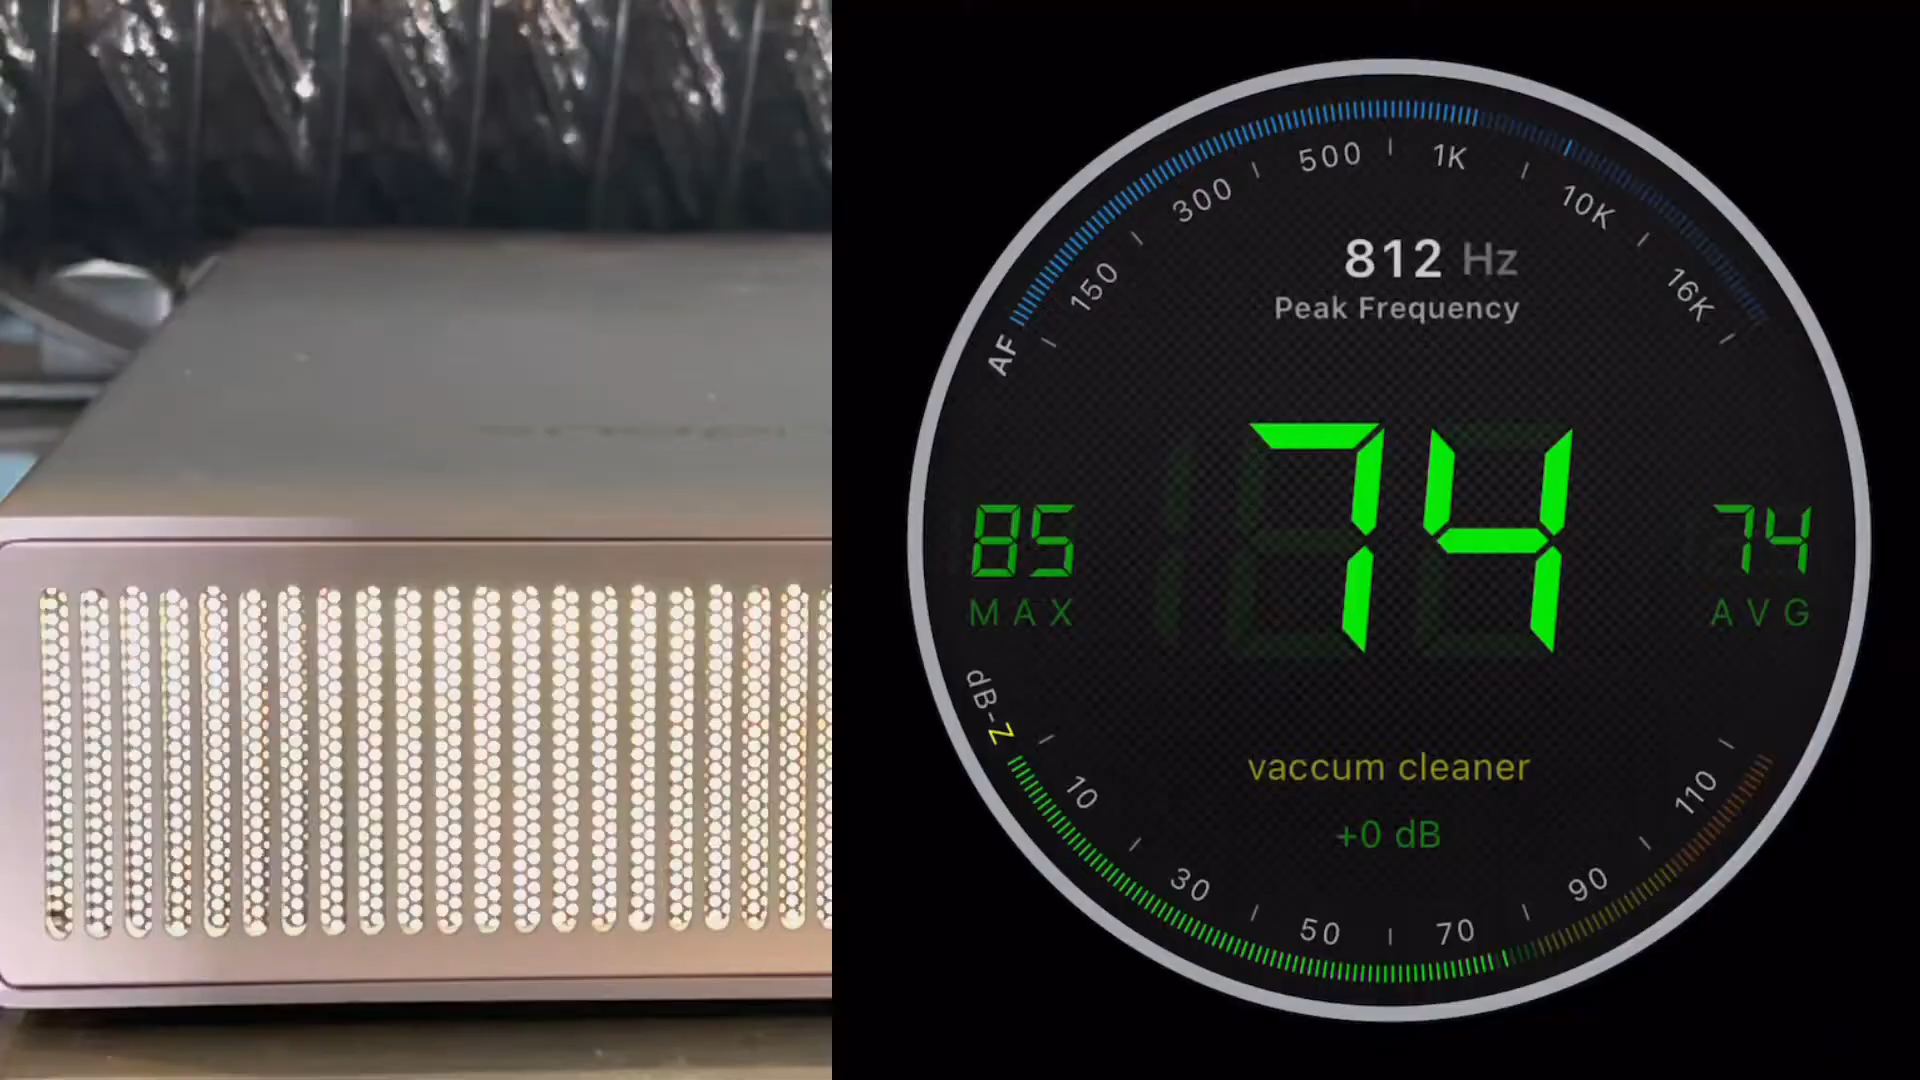 500
1K
300
10K
150
16K
AF
812 Hz
Peak Frequency
74
85
MAX
74
AVG
dB-Z
vaccum cleaner
+0 dB
10
30
50
70
90
110